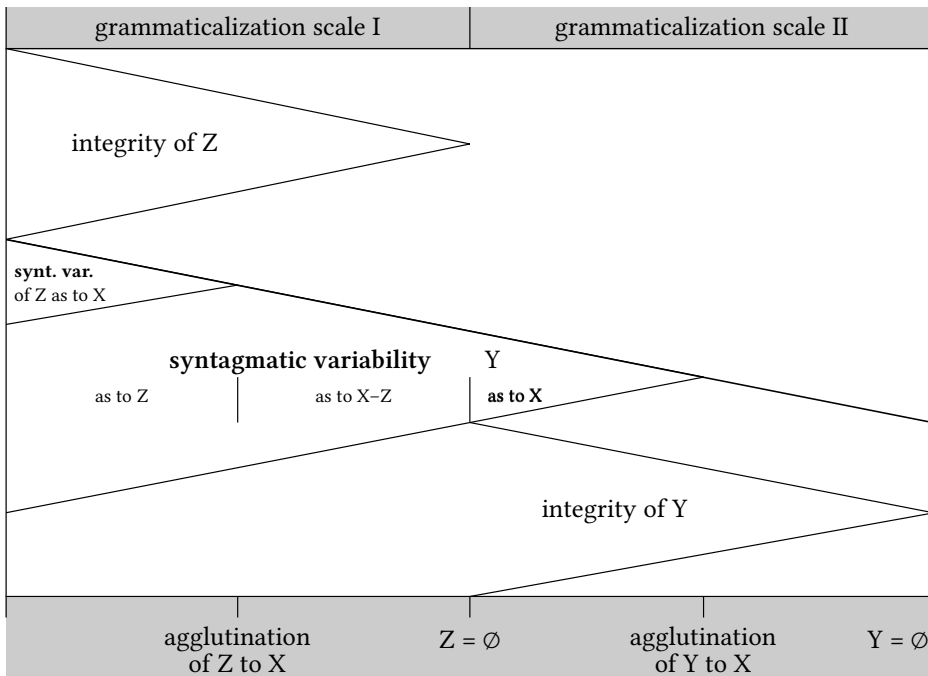 grammaticalization scale I
grammaticalization scale II
integrity of Z
synt. var.
of Z as to X
syntagmatic variability Y
as to Z
as to X–Z
as to X
integrity of Y
agglutination
of Z to X
Z = ∅
agglutination
of Y to X
Y = ∅